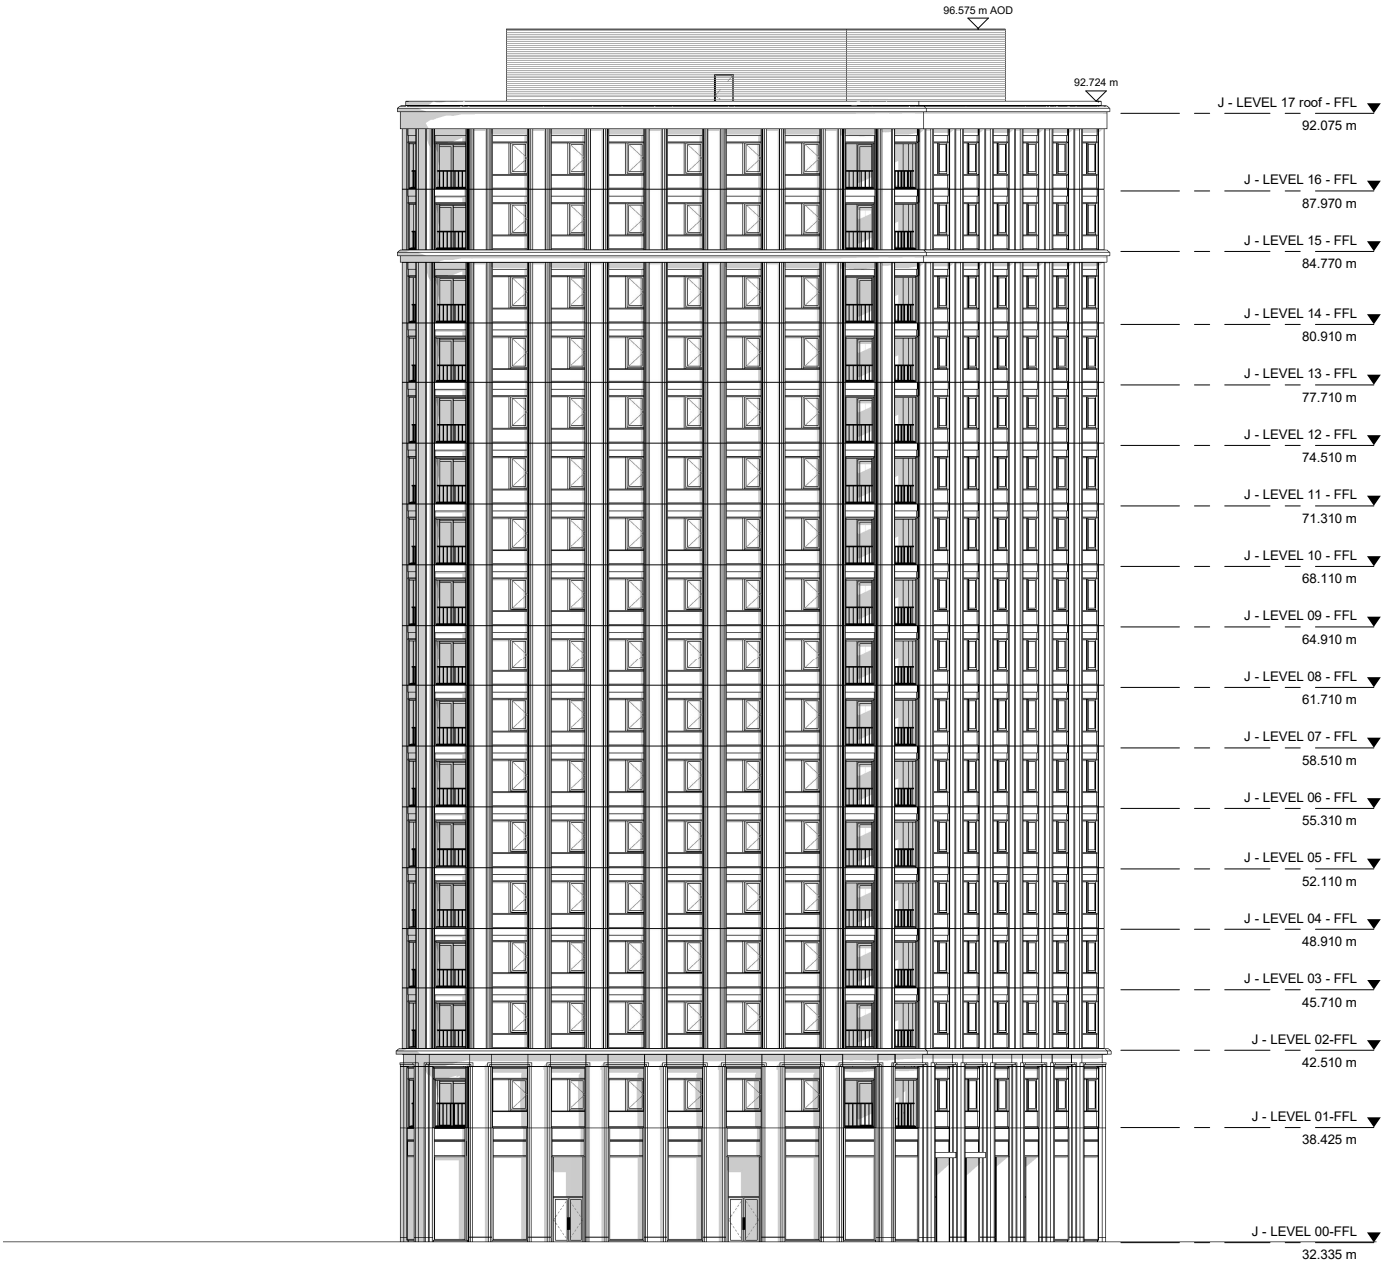 96.575 m AOD
92.724 m
J - LEVEL 17 roof - FFL
92.075 m
J - LEVEL 16 - FFL
87.970 m
J - LEVEL 15 - FFL
84.770 m
J - LEVEL 14 - FFL
80.910 m
J - LEVEL 13 - FFL
77.710 m
J - LEVEL 12 - FFL
74.510 m
J - LEVEL 11 - FFL
71.310 m
J - LEVEL 10 - FFL
68.110 m
J - LEVEL 09 - FFL
64.910 m
J - LEVEL 08 - FFL
61.710 m
J - LEVEL 07 - FFL
58.510 m
J - LEVEL 06 - FFL
55.310 m
J - LEVEL 05 - FFL
52.110 m
J - LEVEL 04 - FFL
48.910 m
J - LEVEL 03 - FFL
45.710 m
J - LEVEL 02-FFL
42.510 m
J - LEVEL 01-FFL
38.425 m
J - LEVEL 00-FFL
32.335 m